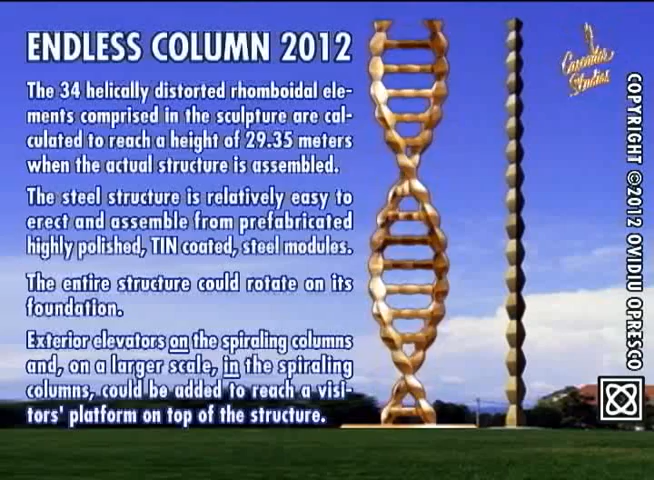 ENDLESS COLUMN 2012
The 34 helically distorted rhomboidal ele-
ments comprised in the sculpture are cal-
culated to reach a height of 29.35 meters
when the actual structure is assembled.
The steel structure is relatively easy to
erect and assemble from prefabricated
highly polished, TIN coated, steel modules.
The entire structure could rotate on its
foundation.
Exterior elevators on the spiraling columns
and, on a larger scale, in the spiraling
columns, could be added to reach a visi-
tors' platform on top of the structure.
Studios
COPYRIGHT ©2012 OVIDIU OPRESCO